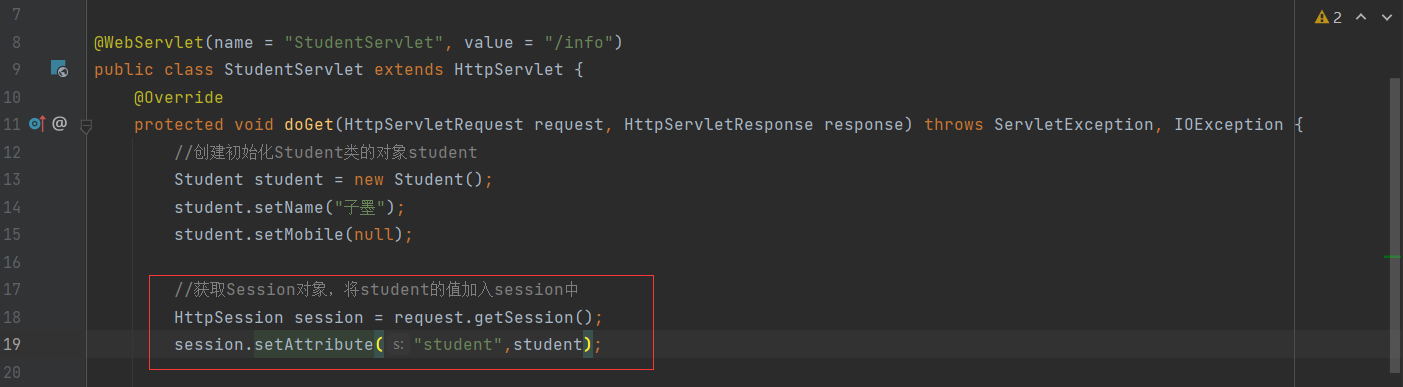 7
2
8 @WebServlet(name = "StudentServlet", value = "/info")
9 public class StudentServlet extends HttpServlet {
10 @Override
11 @ protected void doGet(HttpServletRequest request, HttpServletResponse response) throws ServletException, IOException {
12 //创建初始化Student类的对象student
13 Student student = new Student();
14 student.setName("子墨");
15 student.setMobile(null);
16
17 //获取Session对象，将student的值加入session中
18 HttpSession session = request.getSession();
19 session.setAttribute( s: "student",student);
20